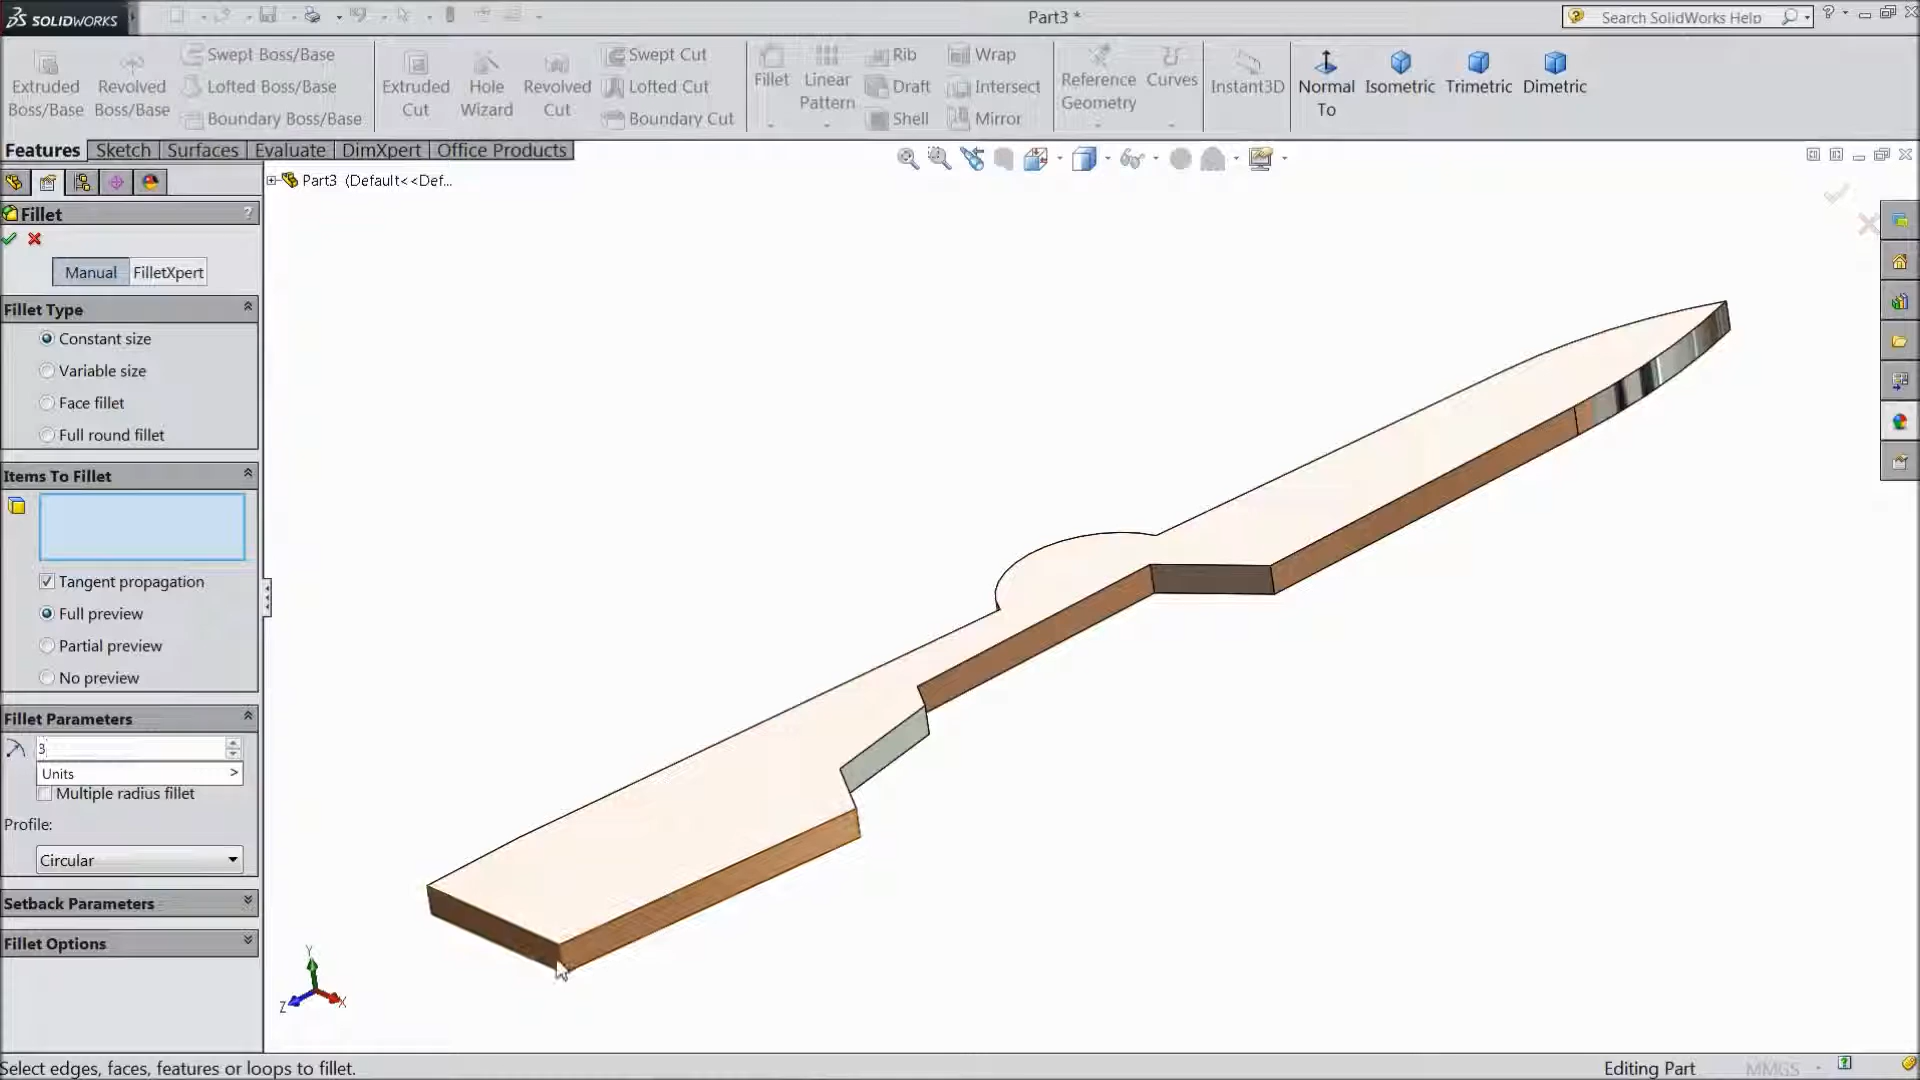 SOLIDWORKS
Part3 *
Search SolidWorks Help
Extruded Boss/Base
Revolved Boss/Base
Swept Boss/Base
Lofted Boss/Base
Boundary Boss/Base
Extruded Cut
Hole Wizard
Revolved Cut
Swept Cut
Lofted Cut
Boundary Cut
Fillet
Linear Pattern
Rib
Draft
Shell
Wrap
Intersect
Mirror
Reference Geometry
Curves
Instant3D
Normal To
Isometric
Trimetric
Dimetric
Features
Sketch
Surfaces
Evaluate
DimXpert
Office Products
Part3 (Default<<Def...
Fillet
?
Manual
FilletXpert
Fillet Type
Constant size
Variable size
Face fillet
Full round fillet
Items To Fillet
Tangent propagation
Full preview
Partial preview
No preview
Fillet Parameters
3
Units >
Multiple radius fillet
Profile:
Circular
Setback Parameters
Fillet Options
Y
Z
X
Select edges, faces, features or loops to fillet.
Editing Part
MMGS